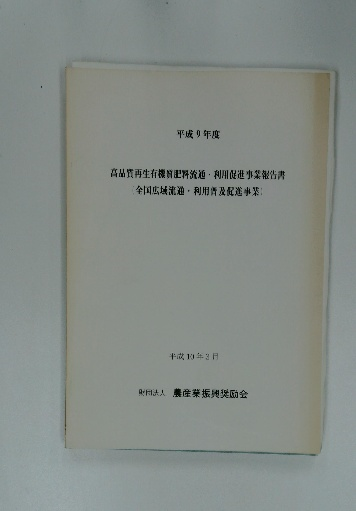 平成9年度
高品質再生有機質肥料流通・利用促進事業報告書
〔全国広域流通・利用普及促進事業〕
平成10年3月
財団法人 農産業振興奨励会